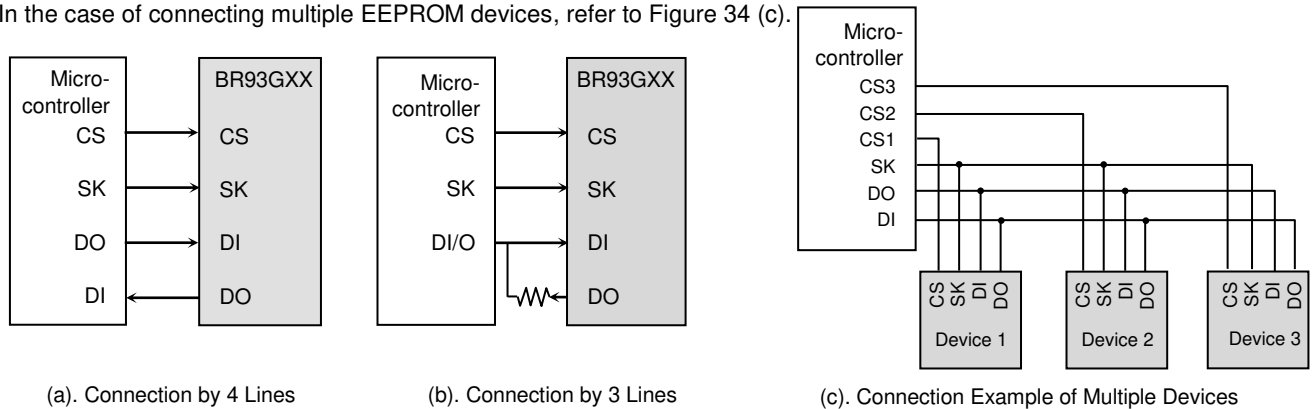 In the case of connecting multiple EEPROM devices, refer to Figure 34 (c).
Micro-
controller
CS
SK
DO
DI
BR93GXX
CS
SK
DI
DO
(a). Connection by 4 Lines
Micro-
controller
CS
SK
DI/O
BR93GXX
CS
SK
DI
DO
(b). Connection by 3 Lines
Micro-
controller
CS3
CS2
CS1
SK
DO
DI
CS
SK
DI
DO
Device 1
CS
SK
DI
DO
Device 2
CS
SK
DI
DO
Device 3
(c). Connection Example of Multiple Devices